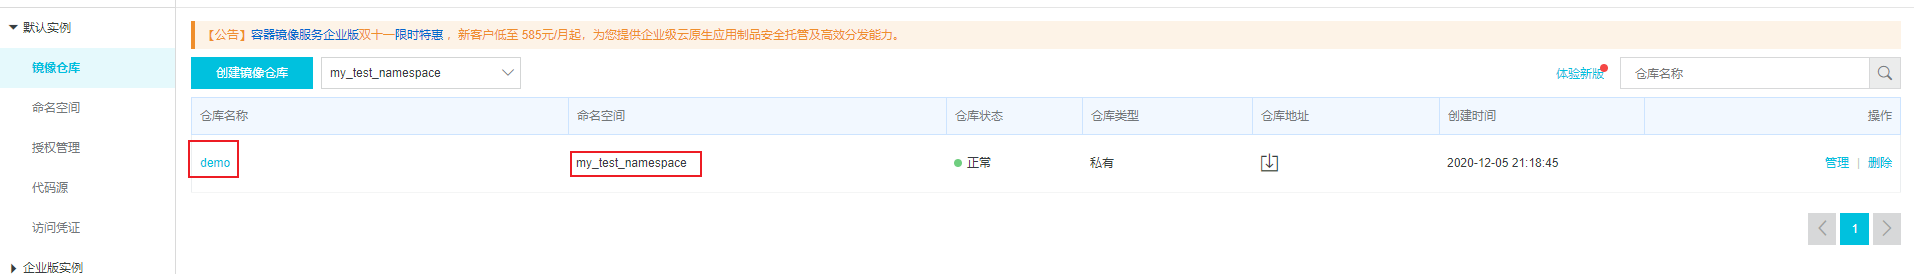 默认实例
镜像仓库
命名空间
授权管理
代码源
访问凭证
企业版实例
【公告】容器镜像服务企业版双十一限时特惠 ，新客户低至 585元/月起，为您提供企业级云原生应用制品安全托管及高效分发能力。
创建镜像仓库 my_test_namespace 体验新版 仓库名称
仓库名称 命名空间 仓库状态 仓库类型 仓库地址 创建时间 操作
demo my_test_namespace 正常 私有 2020-12-05 21:18:45 管理 | 删除
1